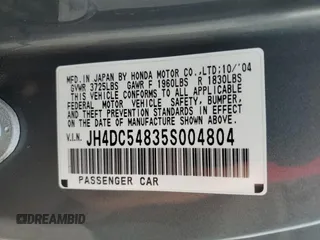 MFD. IN JAPAN BY HONDA MOTOR CO., LTD. 10/'04
GVWR 3725LBS GAWR F 1960LBS R 1830LBS
THIS VEHICLE CONFORMS TO ALL APPLICABLE
FEDERAL MOTOR VEHICLE SAFETY, BUMPER,
AND THEFT PREVENTION STANDARDS IN
EFFECT ON THE DATE OF
MANUFACTURE SHOWN ABOVE.
V.I.N. JH4DC54835S004804
PASSENGER CAR
DREAMBID